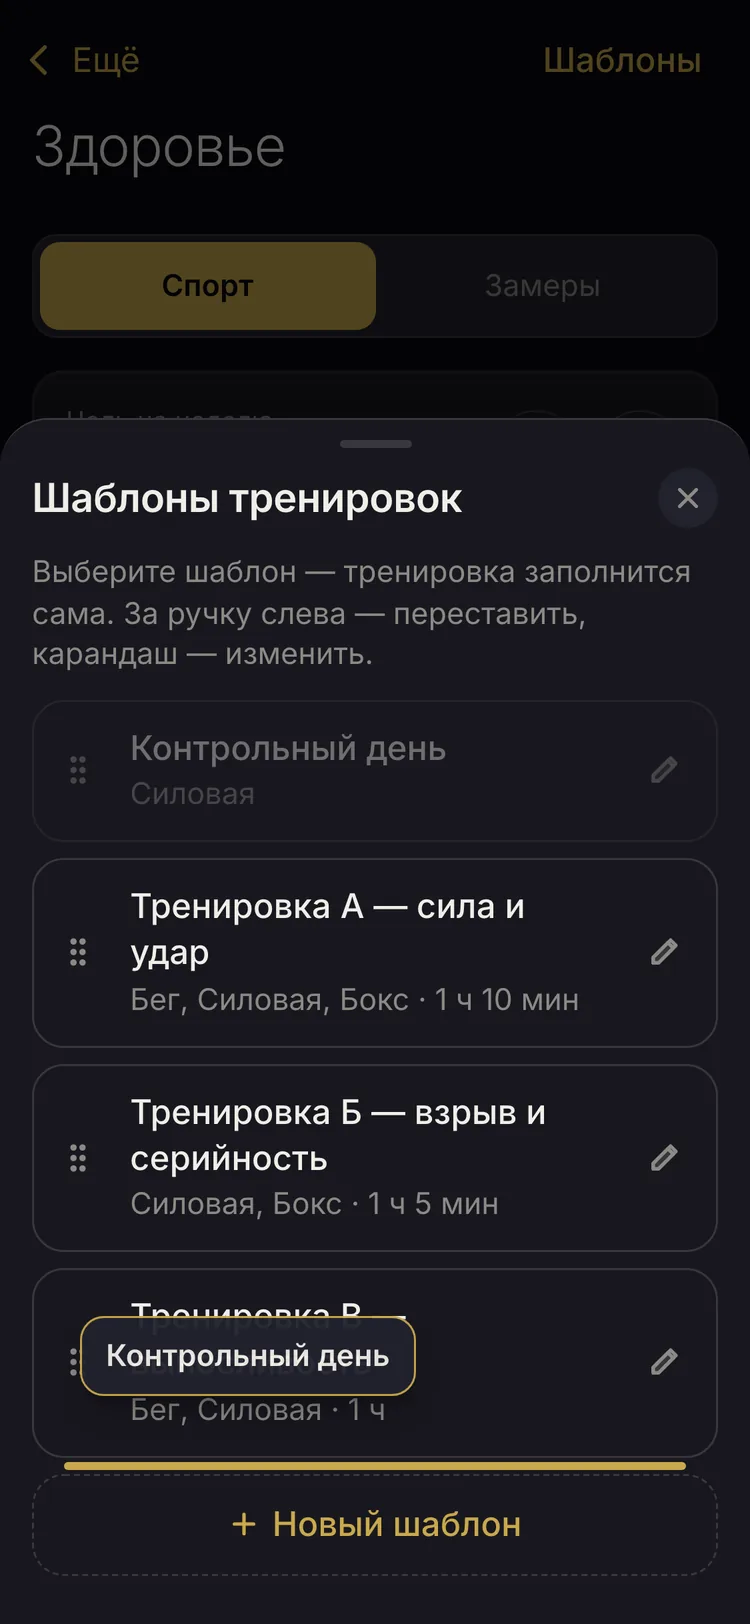 Ещё
Шаблоны
Здоровье
Спорт
Замеры
Шаблоны тренировок
Выберите шаблон — тренировка заполнится
сама. За ручку слева — переставить,
карандаш — изменить.
Контрольный день
Силовая
Тренировка А — сила и
удар
Бег, Силовая, Бокс · 1 ч 10 мин
Тренировка Б — взрыв и
серийность
Силовая, Бокс · 1 ч 5 мин
Тренировка В —
Контрольный день
Бег, Силовая · 1 ч
+ Новый шаблон